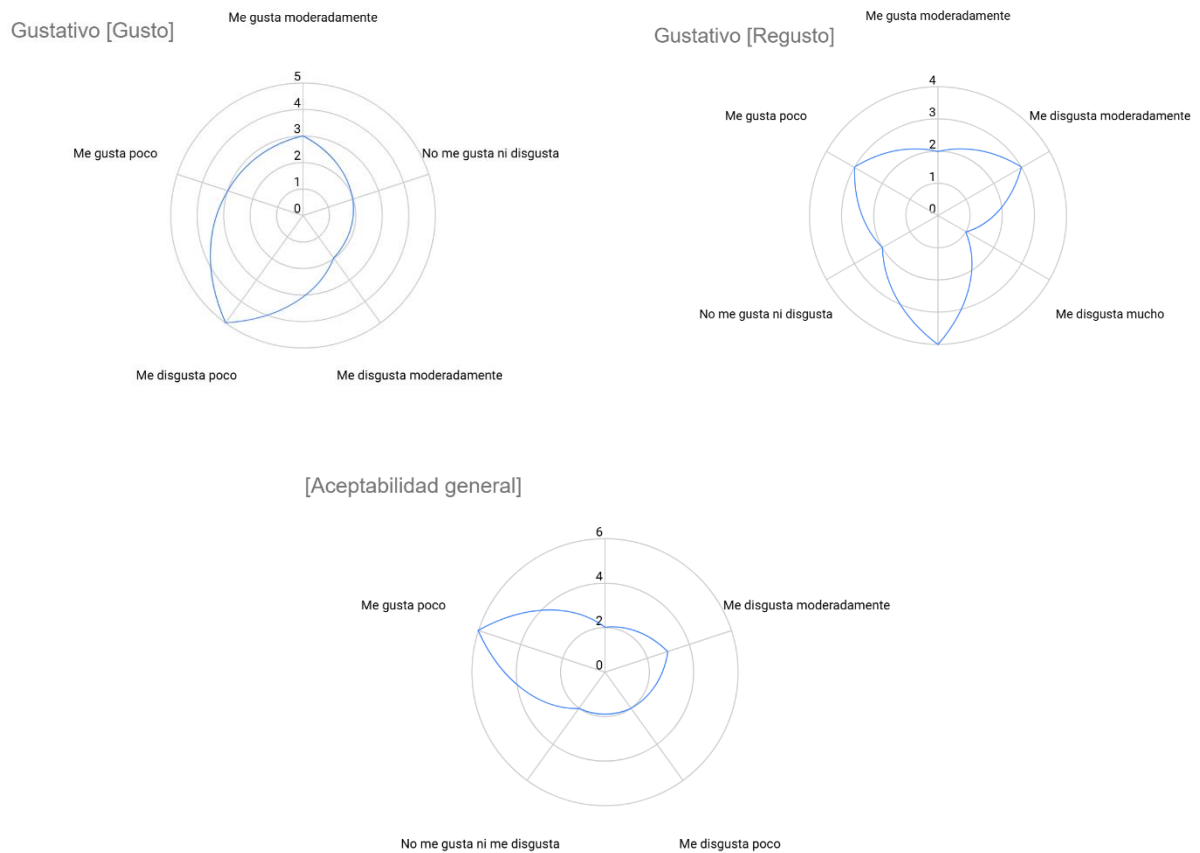 Me gusta moderadamente
Gustativo [Gusto]
5
4
3
2
1
0
Me gusta poco
No me gusta ni disgusta
Me disgusta poco
Me disgusta moderadamente
Me gusta moderadamente
Gustativo [Regusto]
4
3
2
1
0
Me gusta poco
Me disgusta moderadamente
No me gusta ni disgusta
Me disgusta mucho
[Aceptabilidad general]
6
4
2
0
Me gusta poco
Me disgusta moderadamente
No me gusta ni me disgusta
Me disgusta poco